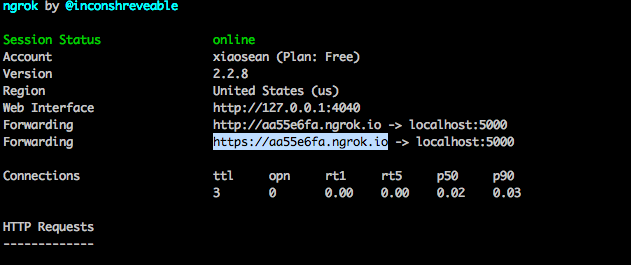 ngrok by @inconshreveable
Session Status online
Account xiaosean (Plan: Free)
Version 2.2.8
Region United States (us)
Web Interface http://127.0.0.1:4040
Forwarding http://aa55e6fa.ngrok.io -> localhost:5000
Forwarding https://aa55e6fa.ngrok.io -> localhost:5000
Connections ttl opn rt1 rt5 p50 p90
3 0 0.00 0.00 0.02 0.03
HTTP Requests
-------------